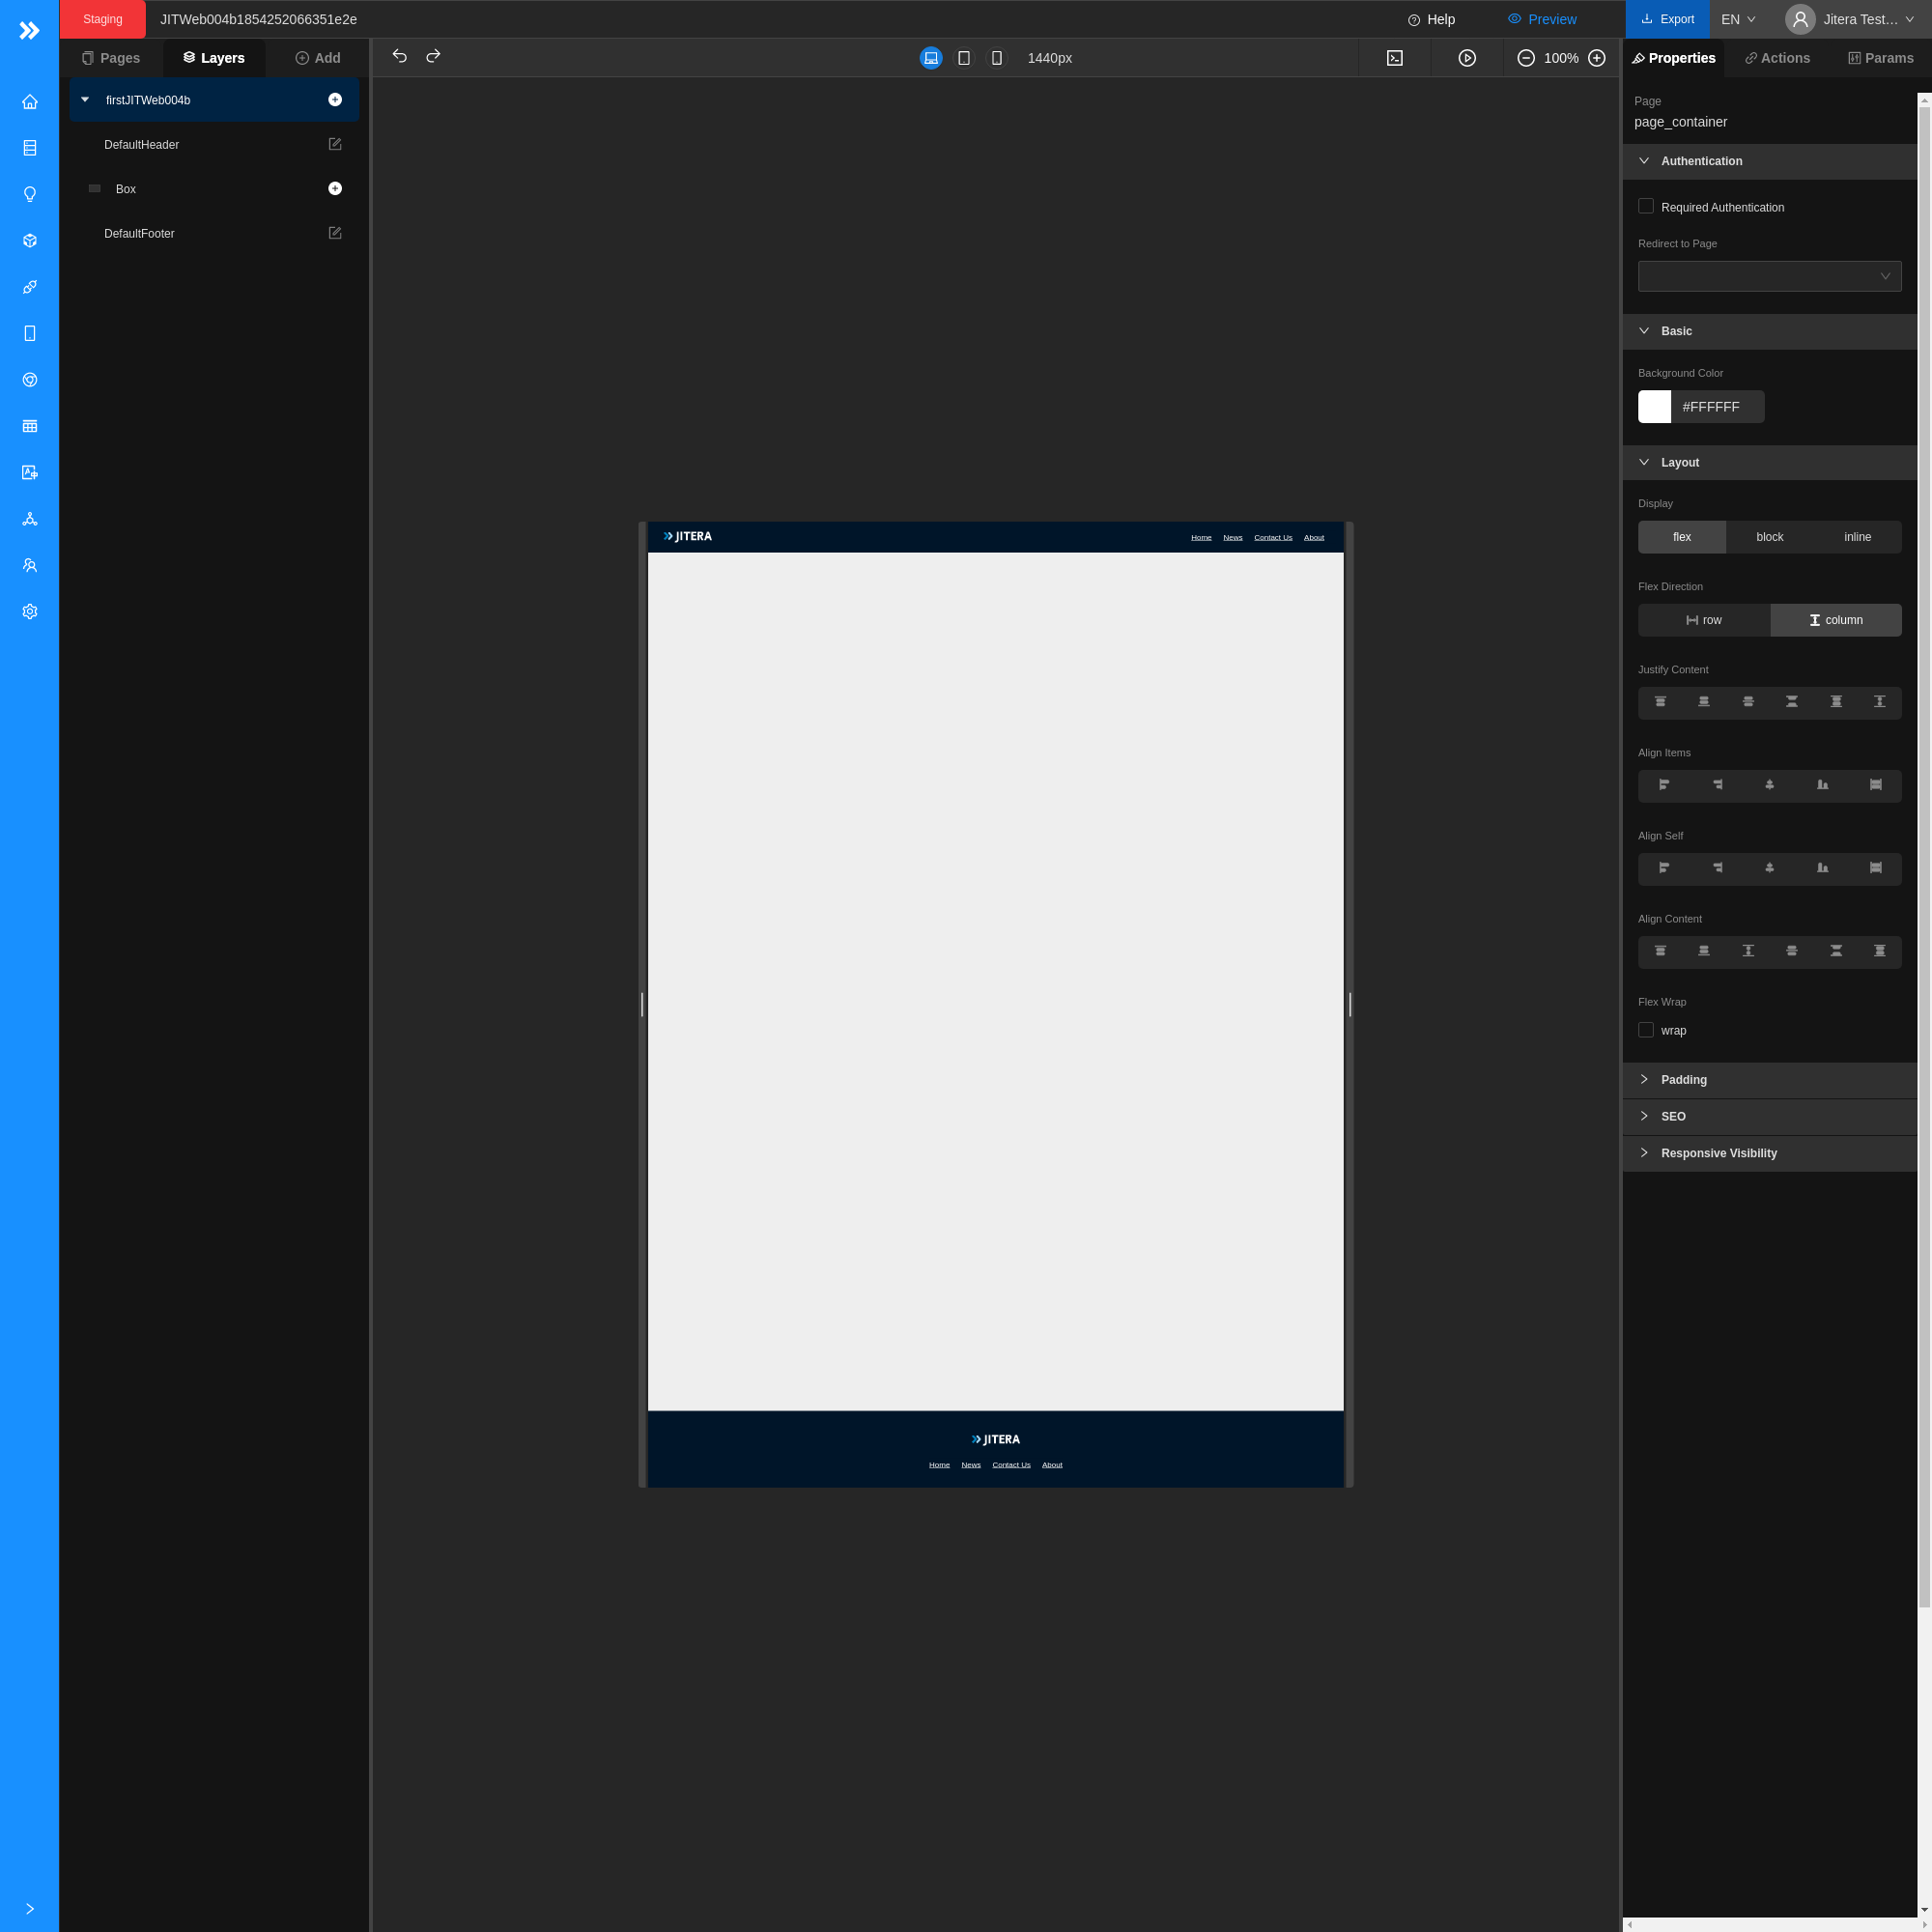 Staging JITWeb004b1854252066351e2e Help Preview Export EN Jitera Test...
Pages Layers Add
1440px 100%
Properties Actions Params
firstJITWeb004b
DefaultHeader
Box
DefaultFooter
JITERA Home News Contact Us About
JITERA
Home News Contact Us About
Page
page_container
Authentication
Required Authentication
Redirect to Page
Basic
Background Color
#FFFFFF
Layout
Display
flex block inline
Flex Direction
row column
Justify Content
Align Items
Align Self
Align Content
Flex Wrap
wrap
Padding
SEO
Responsive Visibility